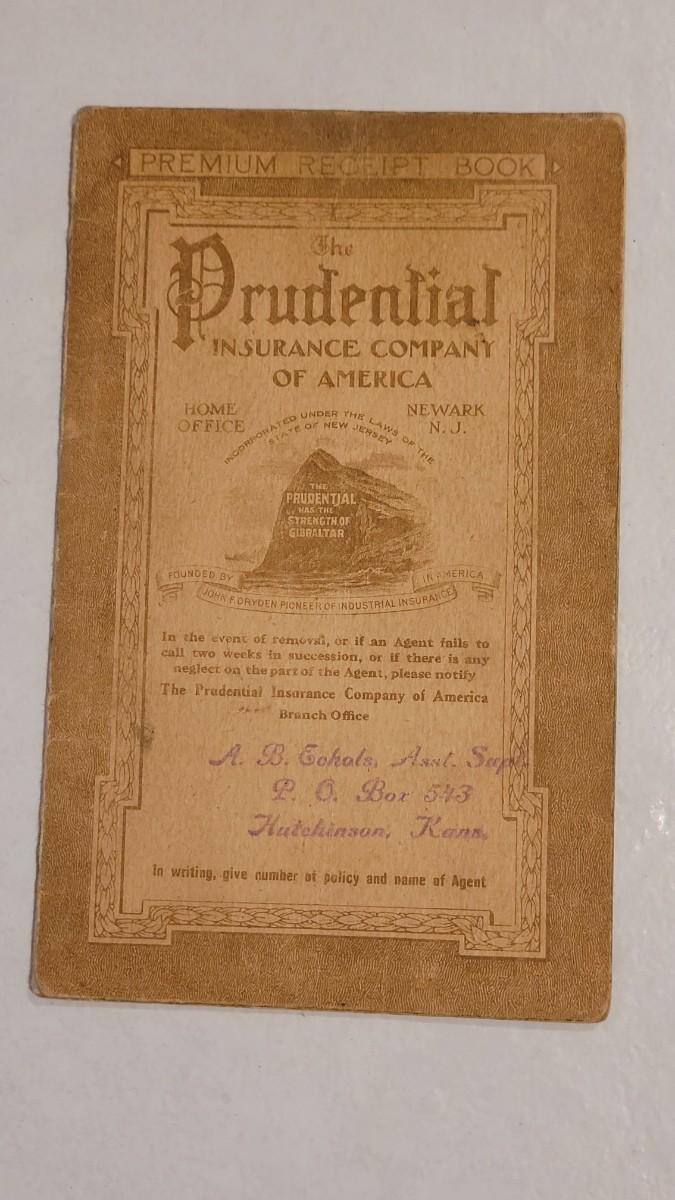 PREMIUM RECEIPT BOOK
The
Prudential
INSURANCE COMPANY
OF AMERICA
HOME OFFICE
NEWARK N. J.
INCORPORATED UNDER THE LAWS OF THE
STATE OF NEW JERSEY
THE
PRUDENTIAL
HAS THE
STRENGTH OF
GIBRALTAR
FOUNDED BY
JOHN F. DRYDEN PIONEER OF INDUSTRIAL INSURANCE
IN AMERICA
In the event of removal, or if an Agent fails to
call two weeks in succession, or if there is any
neglect on the part of the Agent, please notify
The Prudential Insurance Company of America
Branch Office
A. B. Echols, Asst. Supt.
P. O. Box 543
Hutchinson, Kans.
In writing, give number of policy and name of Agent